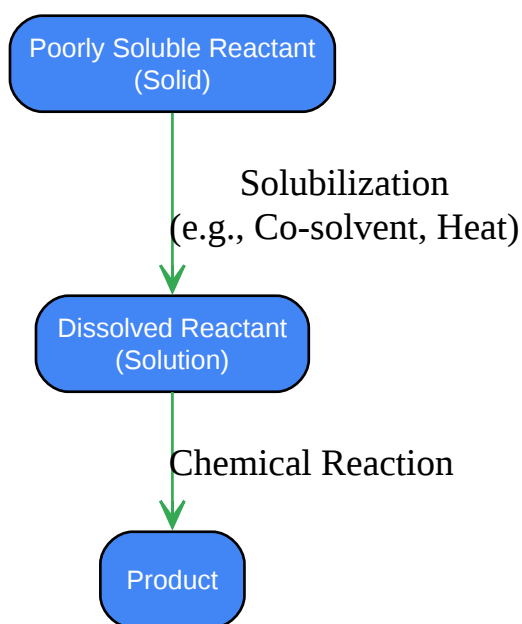 Poorly Soluble Reactant
(Solid)
Solubilization
(e.g., Co-solvent, Heat)
Dissolved Reactant
(Solution)
Chemical Reaction
Product